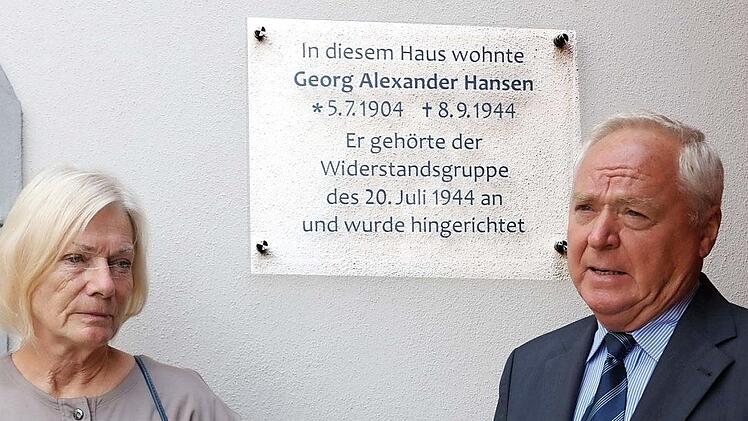 In diesem Haus wohnte
Georg Alexander Hansen
* 5.7.1904 ✝ 8.9.1944
Er gehörte der
Widerstandsgruppe
des 20. Juli 1944 an
und wurde hingerichtet